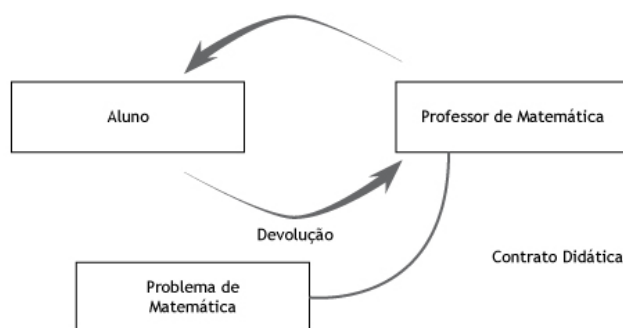 Aluno
Professor de Matemática
Devolução
Contrato Didática
Problema de
Matemática